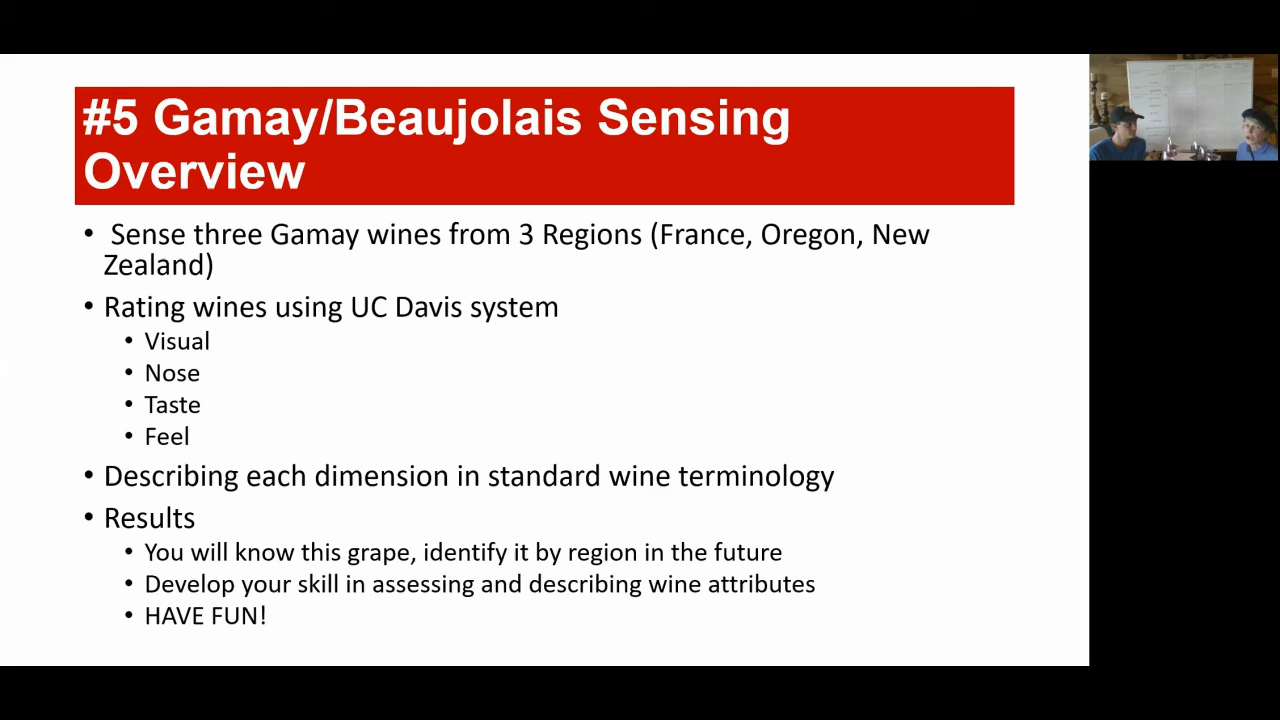 #5 Gamay/Beaujolais Sensing
Overview
• Sense three Gamay wines from 3 Regions (France, Oregon, New
Zealand)
• Rating wines using UC Davis system
• Visual
• Nose
• Taste
• Feel
• Describing each dimension in standard wine terminology
• Results
• You will know this grape, identify it by region in the future
• Develop your skill in assessing and describing wine attributes
• HAVE FUN!